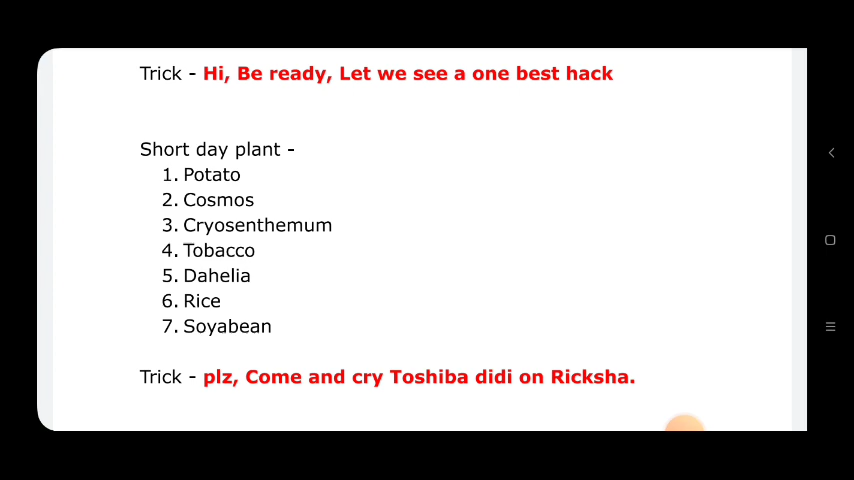 Trick - Hi, Be ready, Let we see a one best hack
Short day plant -
1. Potato
2. Cosmos
3. Cryosenthemum
4. Tobacco
5. Dahelia
6. Rice
7. Soyabean
Trick - plz, Come and cry Toshiba didi on Ricksha.